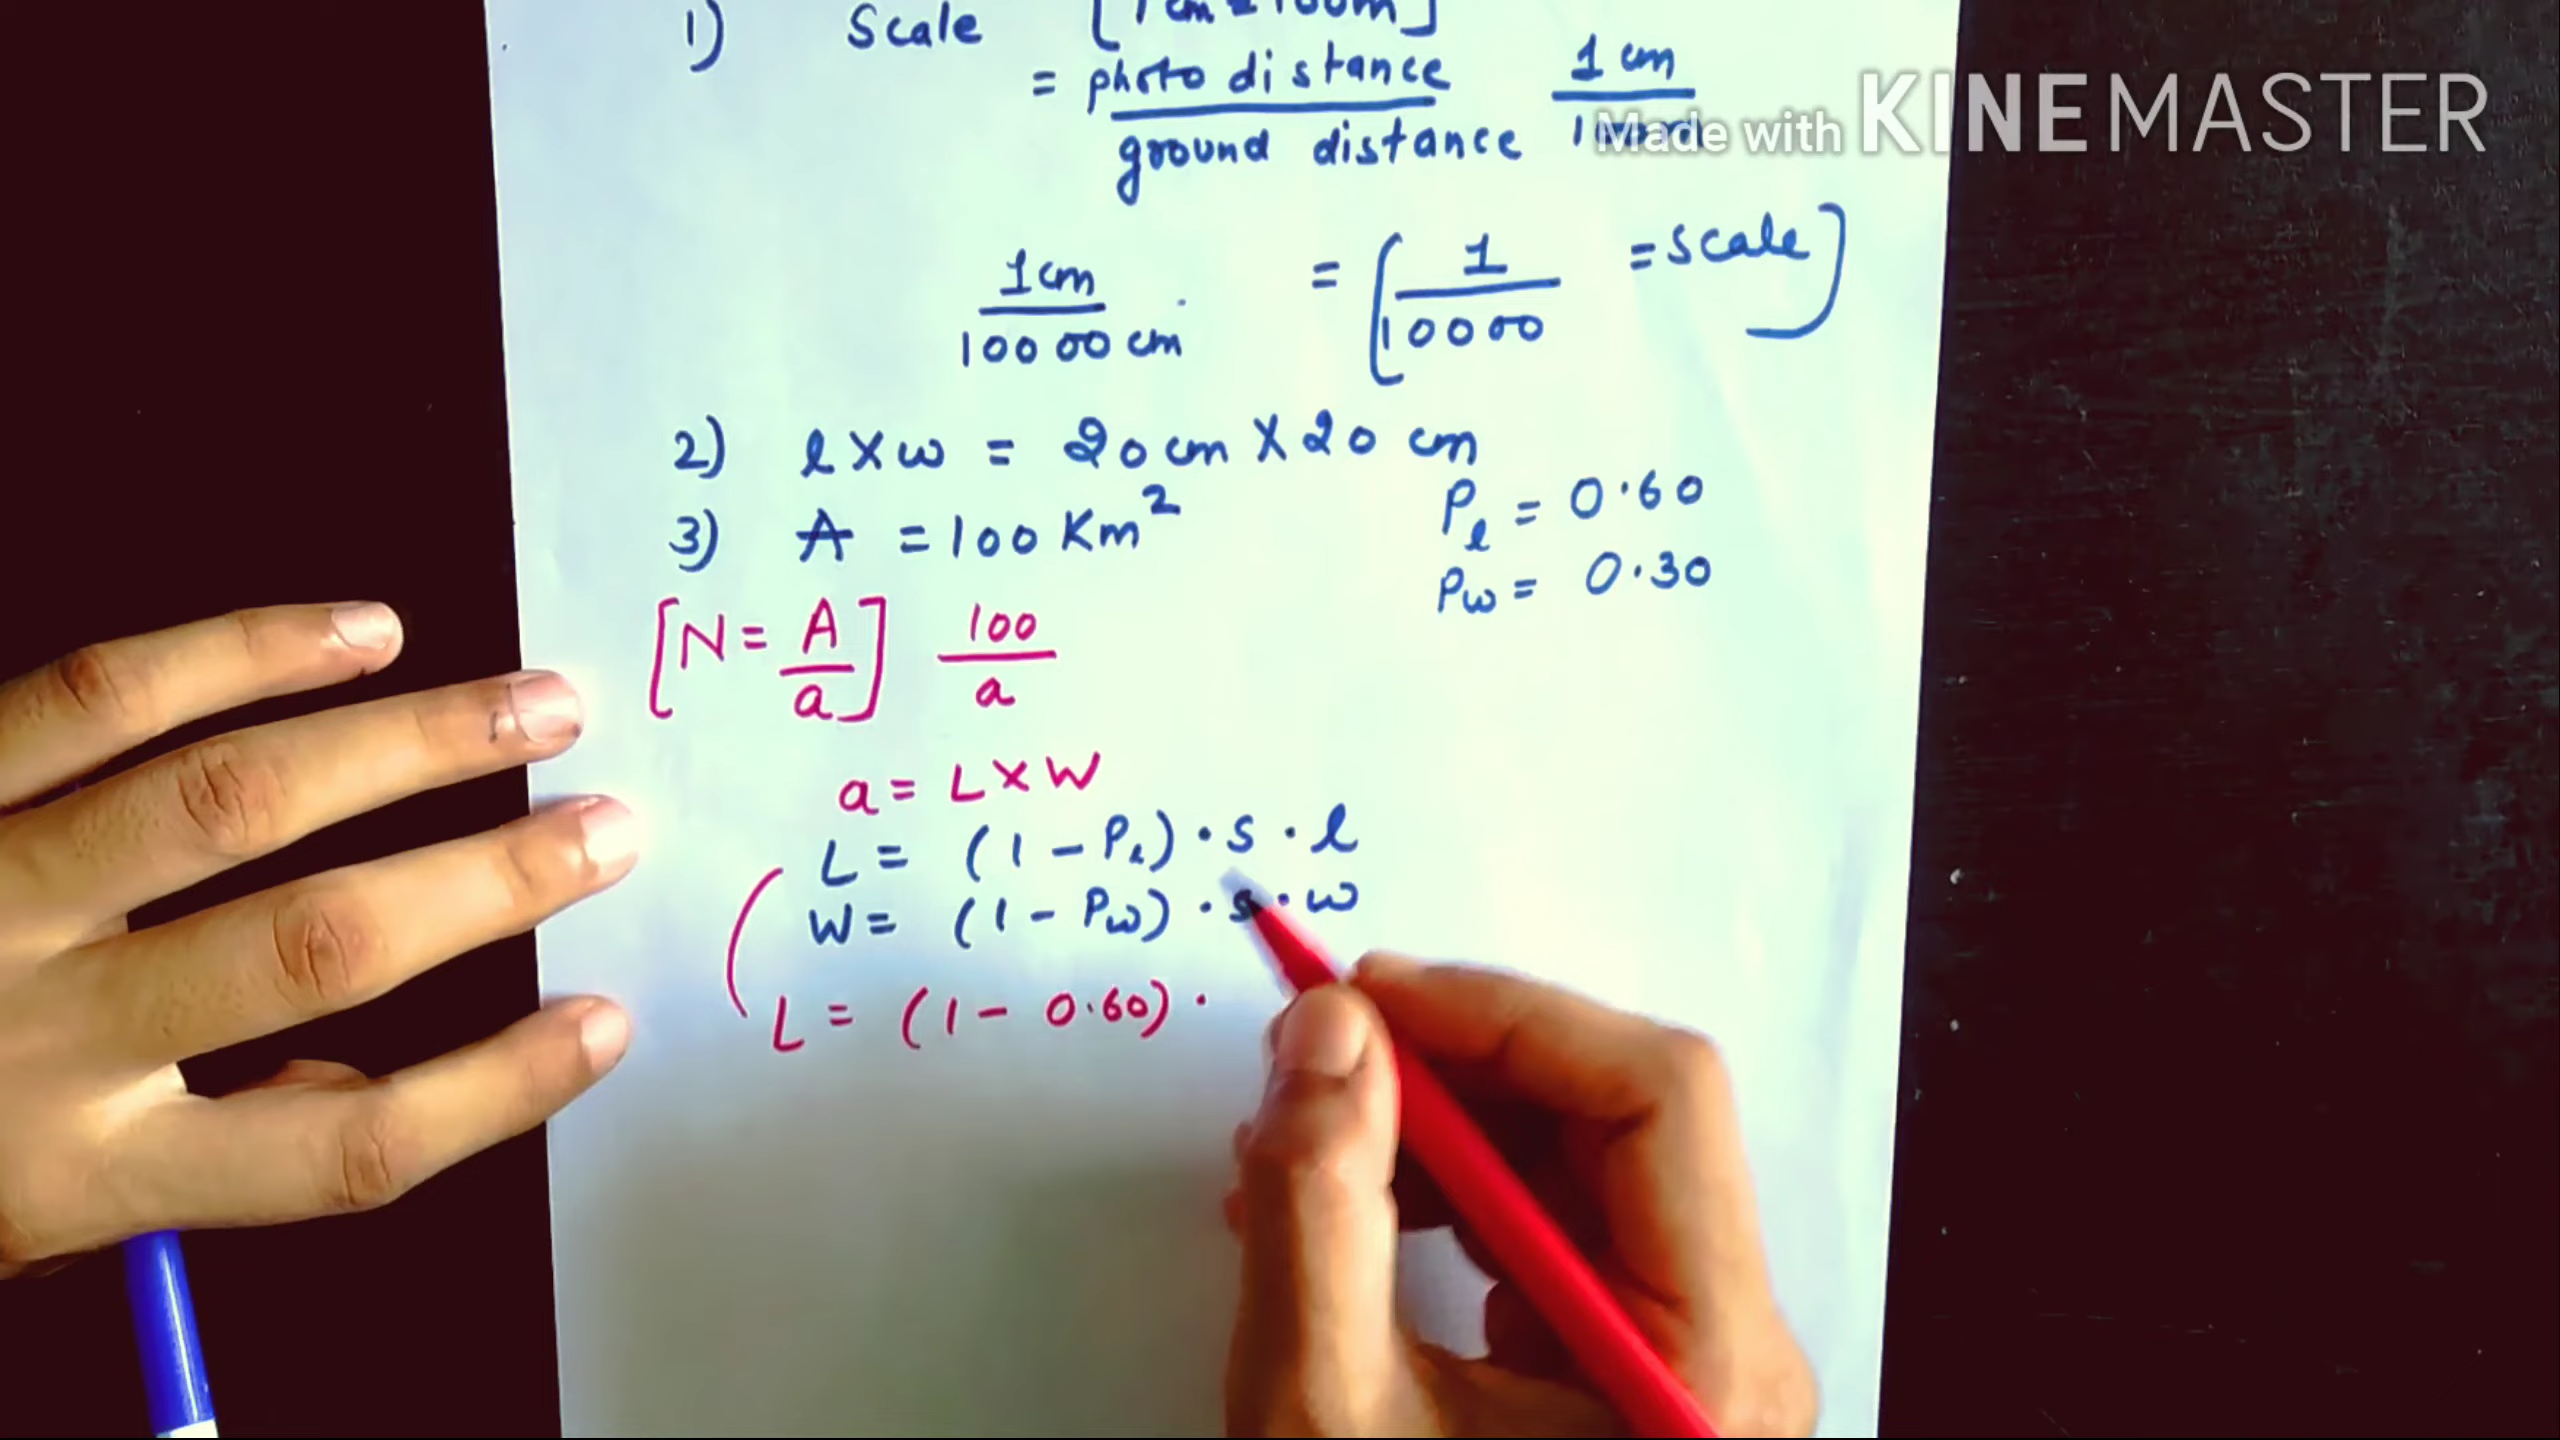 1) Scale [1 cm = 100m]
= photo distance / ground distance 1 cm /
Made with KINEMASTER
1cm / 10000 cm = [1 / 10000 = scale]
2) l x w = 20 cm x 20 cm
3) A = 100 Km²
Pl = 0.60
Pw = 0.30
[N = A / a] 100 / a
a = L x W
L = (1 - Pl) · s · l
W = (1 - Pw) · s · w
L = (1 - 0.60) ·